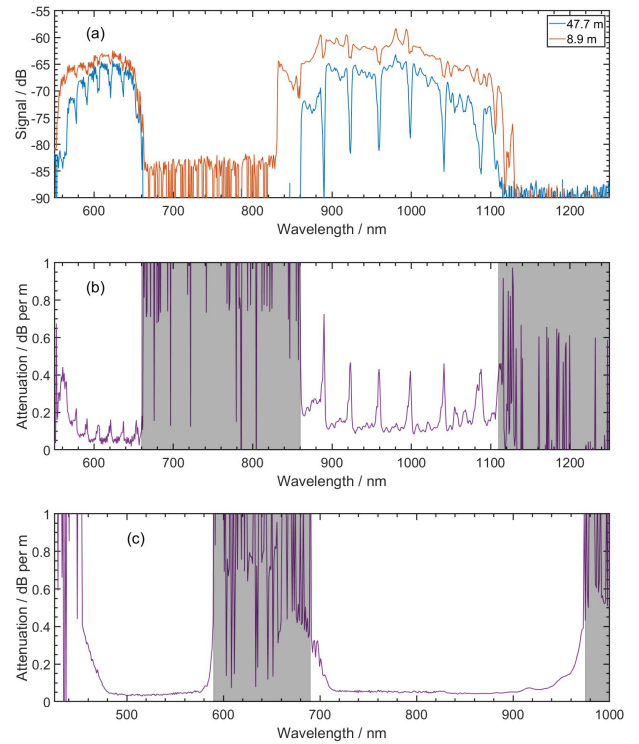 -55
-60
-65
-70
-75
-80
-85
-90
Signal / dB
(a)
47.7 m
8.9 m
600 700 800 900 1000 1100 1200
Wavelength / nm
1
0.8
0.6
0.4
0.2
0
Attenuation / dB per m
(b)
600 700 800 900 1000 1100 1200
Wavelength / nm
1
0.8
0.6
0.4
0.2
0
Attenuation / dB per m
(c)
500 600 700 800 900 1000
Wavelength / nm